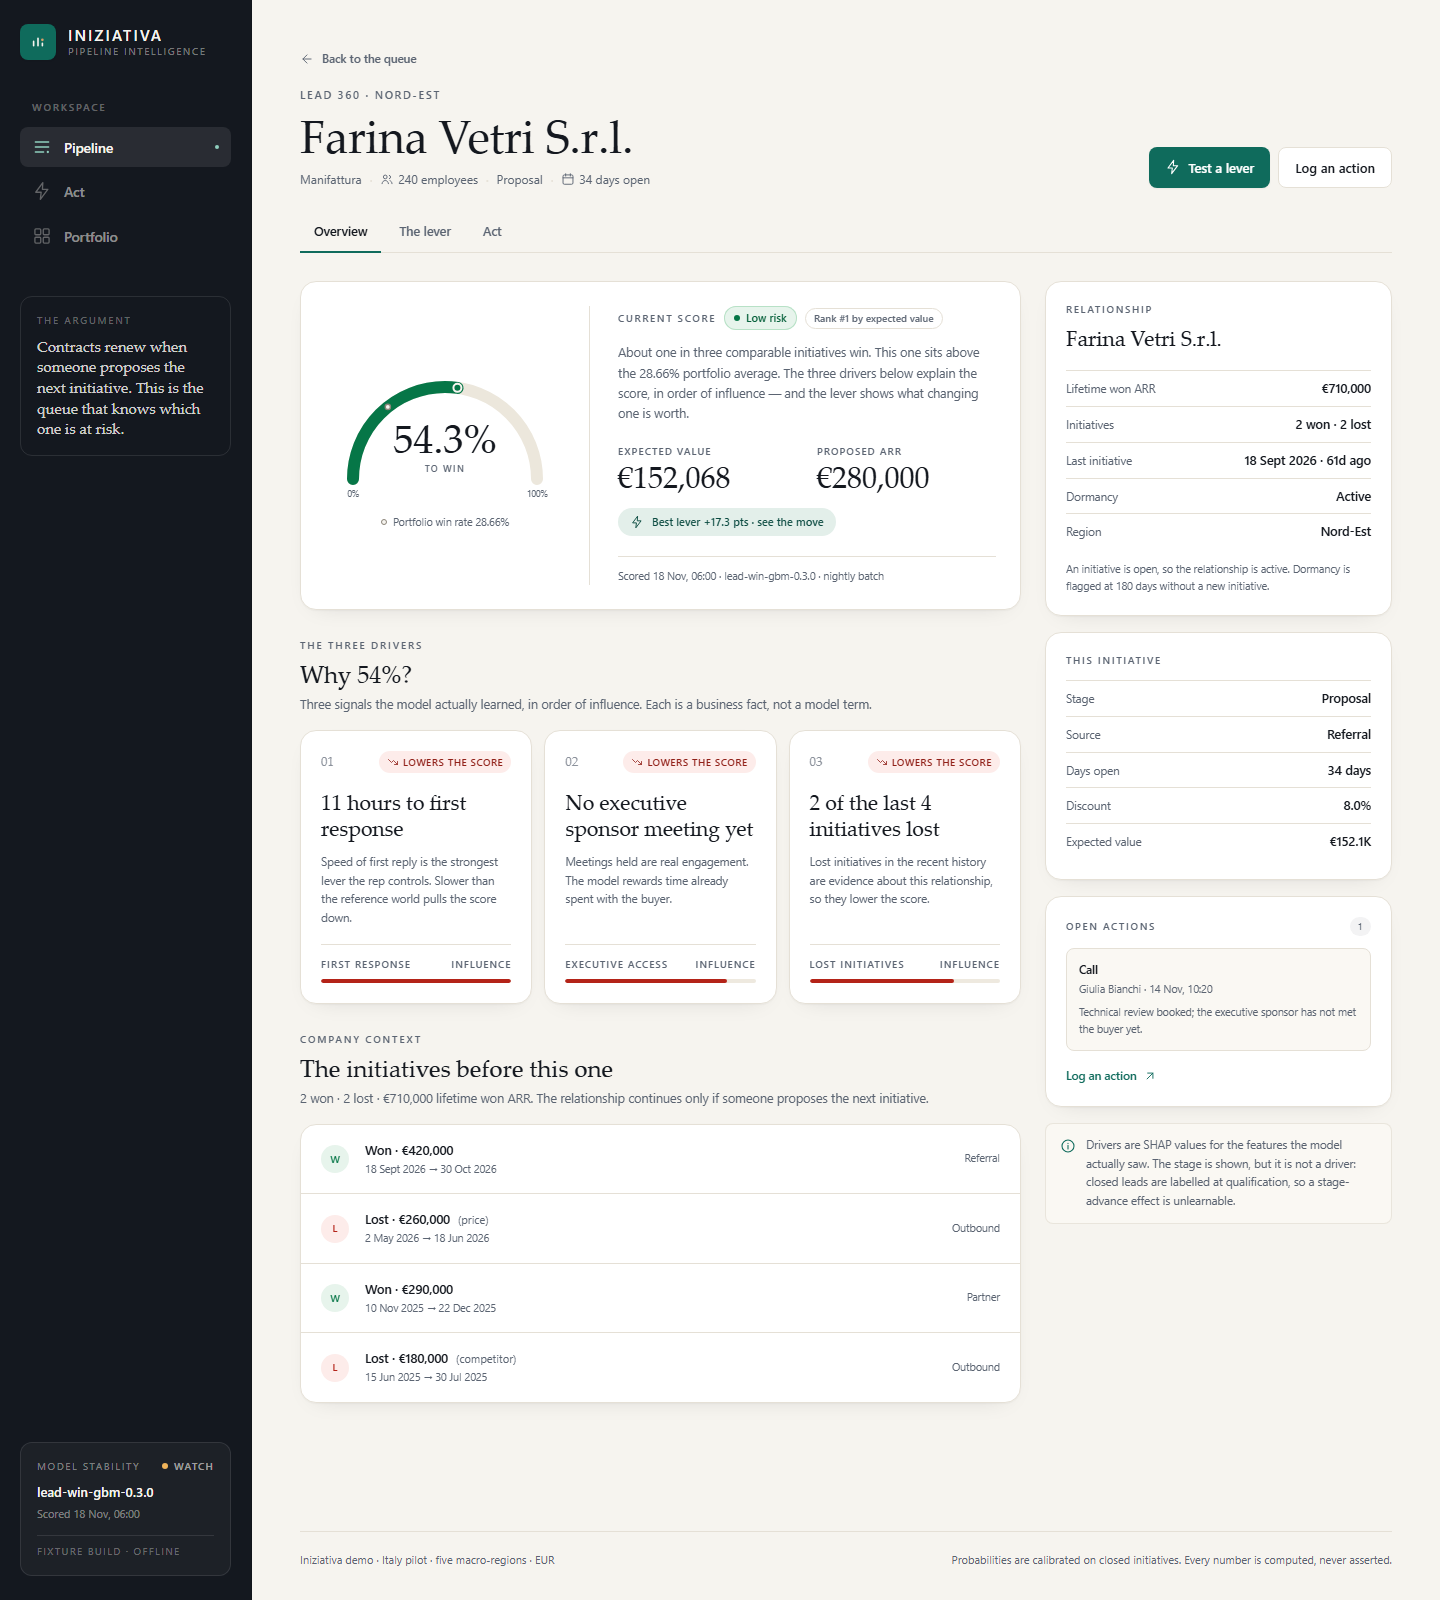 INIZIATIVA
PIPELINE INTELLIGENCE
WORKSPACE
Pipeline
Act
Portfolio
THE ARGUMENT
Contracts renew when
someone proposes the
next initiative. This is the
queue that knows which
one is at risk.
MODEL STABILITY WATCH
lead-win-gbm-0.3.0
Scored 18 Nov, 06:00
FIXTURE BUILD · OFFLINE
Back to the queue
LEAD 360 · NORD-EST
Farina Vetri S.r.l.
Manifattura · 240 employees · Proposal · 34 days open
Test a lever
Log an action
Overview The lever Act
54.3%
TO WIN
0% 100%
Portfolio win rate 28.66%
CURRENT SCORE Low risk Rank #1 by expected value
About one in three comparable initiatives win. This one sits above
the 28.66% portfolio average. The three drivers below explain the
score, in order of influence — and the lever shows what changing
one is worth.
EXPECTED VALUE PROPOSED ARR
€152,068 €280,000
Best lever +17.3 pts · see the move
Scored 18 Nov, 06:00 · lead-win-gbm-0.3.0 · nightly batch
THE THREE DRIVERS
Why 54%?
Three signals the model actually learned, in order of influence. Each is a business fact, not a model term.
01 LOWERS THE SCORE
11 hours to first
response
Speed of first reply is the strongest
lever the rep controls. Slower than
the reference world pulls the score
down.
FIRST RESPONSE INFLUENCE
02 LOWERS THE SCORE
No executive
sponsor meeting yet
Meetings held are real engagement.
The model rewards time already
spent with the buyer.
EXECUTIVE ACCESS INFLUENCE
03 LOWERS THE SCORE
2 of the last 4
initiatives lost
Lost initiatives in the recent history
are evidence about this relationship,
so they lower the score.
LOST INITIATIVES INFLUENCE
COMPANY CONTEXT
The initiatives before this one
2 won · 2 lost · €710,000 lifetime won ARR. The relationship continues only if someone proposes the next initiative.
W Won · €420,000
18 Sept 2026 → 30 Oct 2026
Referral
L Lost · €260,000 (price)
2 May 2026 → 18 Jun 2026
Outbound
W Won · €290,000
10 Nov 2025 → 22 Dec 2025
Partner
L Lost · €180,000 (competitor)
15 Jun 2025 → 30 Jul 2025
Outbound
RELATIONSHIP
Farina Vetri S.r.l.
Lifetime won ARR €710,000
Initiatives 2 won · 2 lost
Last initiative 18 Sept 2026 · 61d ago
Dormancy Active
Region Nord-Est
An initiative is open, so the relationship is active. Dormancy is
flagged at 180 days without a new initiative.
THIS INITIATIVE
Stage Proposal
Source Referral
Days open 34 days
Discount 8.0%
Expected value €152.1K
OPEN ACTIONS 1
Call
Giulia Bianchi · 14 Nov, 10:20
Technical review booked; the executive sponsor has not met
the buyer yet.
Log an action
Drivers are SHAP values for the features the model
actually saw. The stage is shown, but it is not a driver:
closed leads are labelled at qualification, so a stage-
advance effect is unlearnable.
Iniziativa demo · Italy pilot · five macro-regions · EUR
Probabilities are calibrated on closed initiatives. Every number is computed, never asserted.